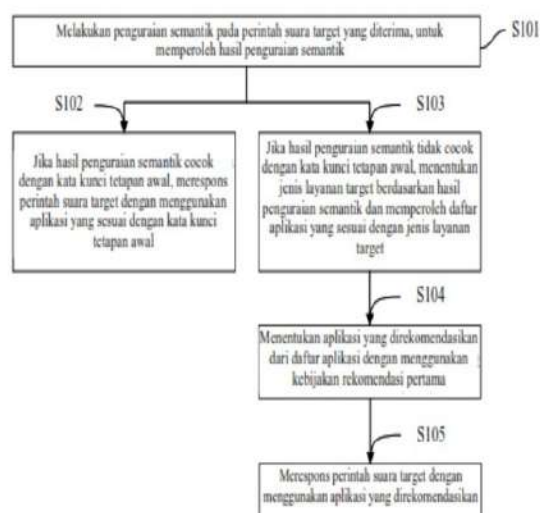 Melakukan penguraian semantik pada perintah suara target yang diterima, untuk
memperoleh hasil penguraian semantik
S101
S102
S103
Jika hasil penguraian semantik cocok
dengan kata kunci tetapan awal, merespons
perintah suara target dengan menggunakan
aplikasi yang sesuai dengan kata kunci
tetapan awal
Jika hasil penguraian semantik tidak cocok
dengan kata kunci tetapan awal, menentukan
jenis layanan target berdasarkan hasil
penguraian semantik dan memperoleh daftar
aplikasi yang sesuai dengan jenis layanan
target
S104
Menentukan aplikasi yang direkomendasikan
dari daftar aplikasi dengan menggunakan
kebijakan rekomendasi pertama
S105
Merespons perintah suara target dengan
menggunakan aplikasi yang direkomendasikan